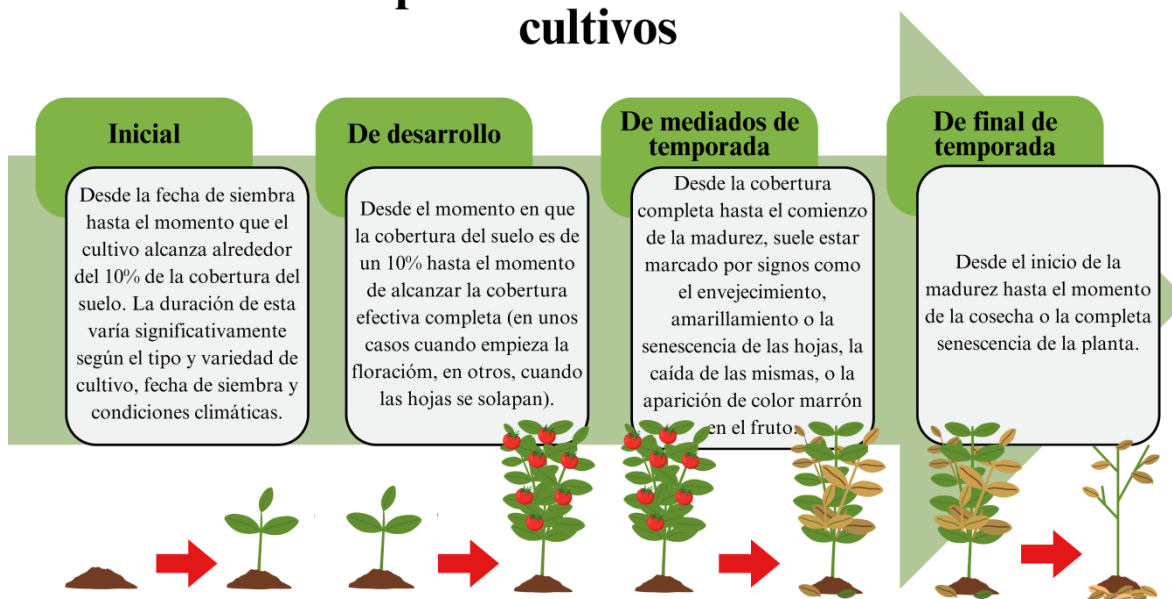 cultivos
Inicial
Desde la fecha de siembra
hasta el momento que el
cultivo alcanza alrededor
del 10% de la cobertura del
suelo. La duración de esta
varía significativamente
según el tipo y variedad de
cultivo, fecha de siembra y
condiciones climáticas.
De desarrollo
Desde el momento en que
la cobertura del suelo es de
un 10% hasta el momento
de alcanzar la cobertura
efectiva completa (en unos
casos cuando empieza la
floracióm, en otros, cuando
las hojas se solapan).
De mediados de
temporada
Desde la cobertura
completa hasta el comienzo
de la madurez, suele estar
marcado por signos como
el envejecimiento,
amarillamiento o la
senescencia de las hojas, la
caída de las mismas, o la
aparición de color marrón
en el fruto.
De final de
temporada
Desde el inicio de la
madurez hasta el momento
de la cosecha o la completa
senescencia de la planta.